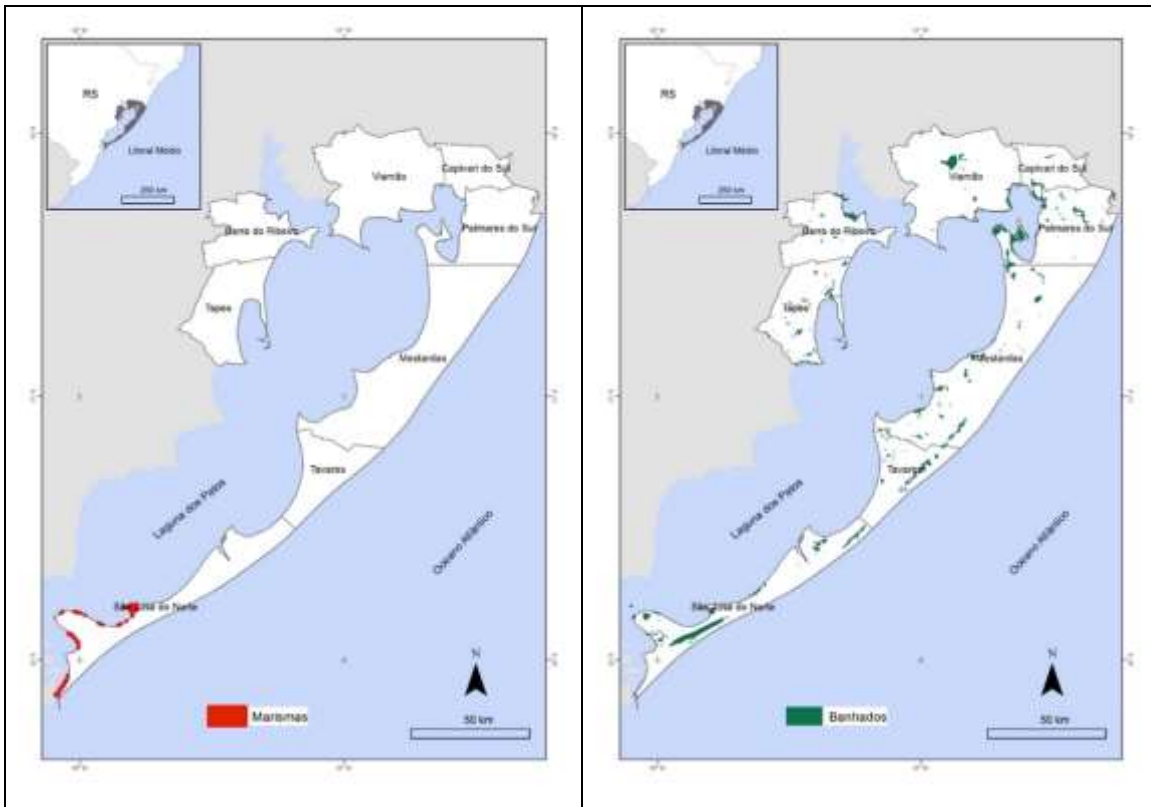 RS
Litoral Médio
250 km
Viamão
Capivari do Sul
Palmares do Sul
Barra do Ribeiro
Tapes
Mostardas
Tavares
Laguna dos Patos
Oceano Atlântico
São José do Norte
N
Marismas
50 km
RS
Litoral Médio
250 km
Viamão
Capivari do Sul
Palmares do Sul
Barra do Ribeiro
Tapes
Mostardas
Tavares
Laguna dos Patos
Oceano Atlântico
São José do Norte
N
Banhados
50 km